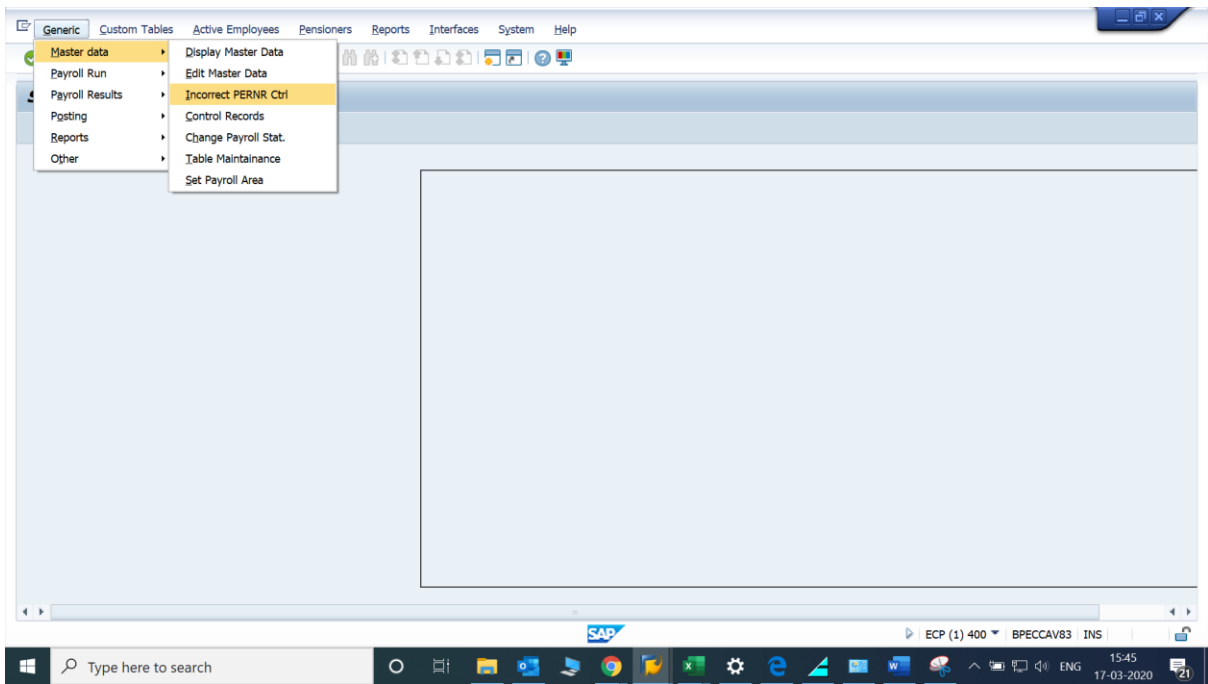 Generic Custom Tables Active Employees Pensioners Reports Interfaces System Help
Master data
Payroll Run
Payroll Results
Posting
Reports
Other
Display Master Data
Edit Master Data
Incorrect PERNR Ctrl
Control Records
Change Payroll Stat.
Table Maintainance
Set Payroll Area
SAP
ECP (1) 400 BPECCAV83 INS
Type here to search
ENG
15:45
17-03-2020
21